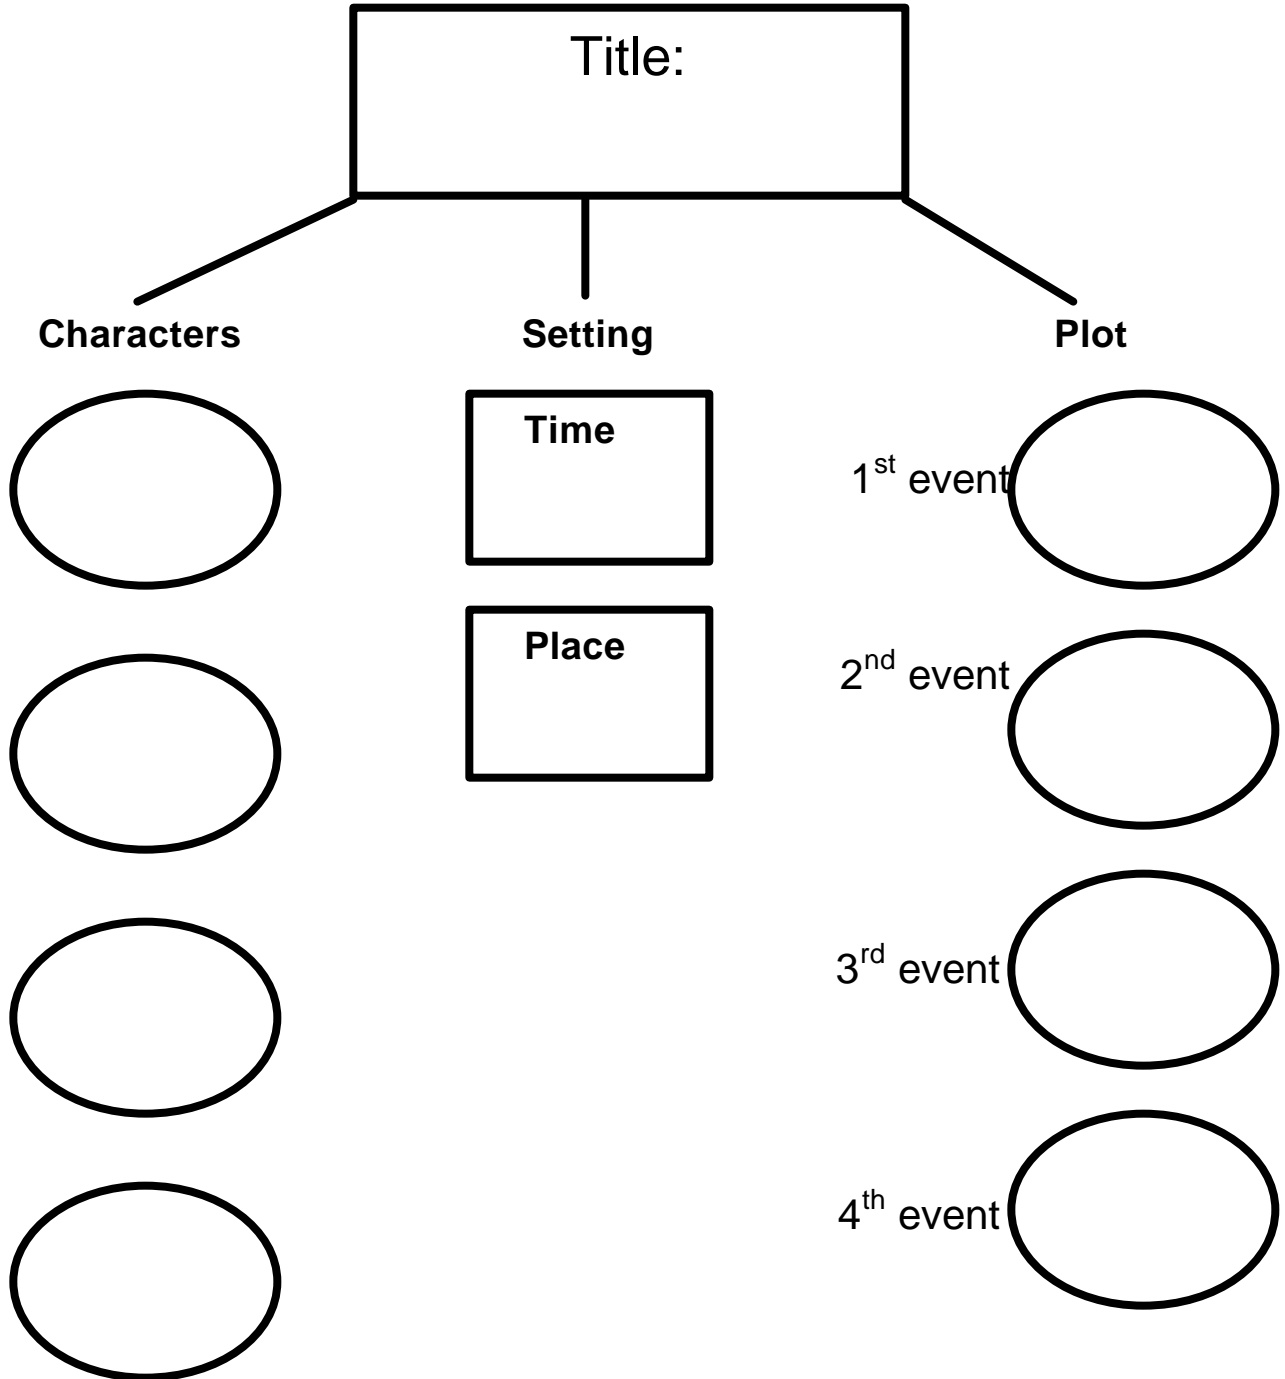 Title:
Characters
Setting
Plot
Time
1st event
Place
2nd event
3rd event
4th event